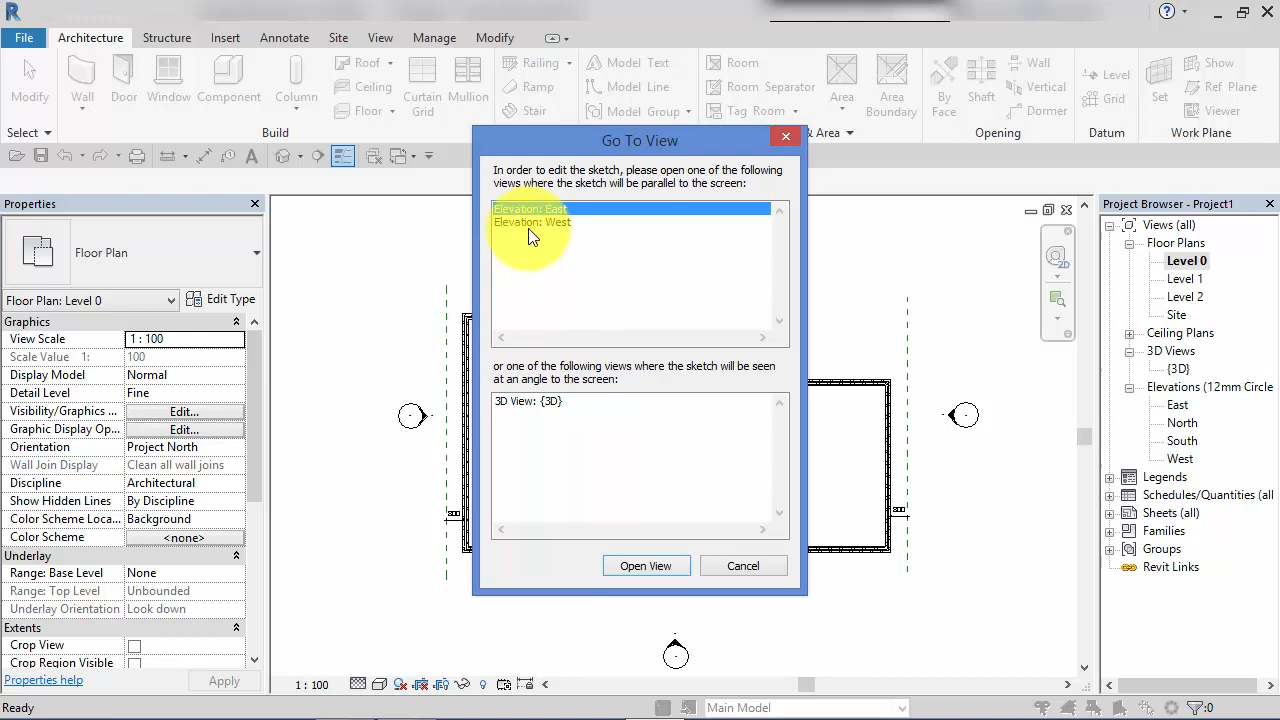 File
Architecture
Structure
Insert
Annotate
Site
View
Manage
Modify
Modify
Wall
Door
Window
Component
Column
Roof
Ceiling
Floor
Curtain
Grid
Mullion
Railing
Ramp
Stair
Model Text
Model Line
Model Group
Room
Room Separator
Tag Room
Area
Area
Boundary
By
Face
Shaft
Wall
Vertical
Dormer
Level
Grid
Set
Show
Ref Plane
Viewer
Select
Build
& Area
Opening
Datum
Work Plane
Properties
Floor Plan
Floor Plan: Level 0
Edit Type
Graphics
View Scale 1 : 100
Scale Value 1: 100
Display Model Normal
Detail Level Fine
Visibility/Graphics ... Edit...
Graphic Display Op... Edit...
Orientation Project North
Wall Join Display Clean all wall joins
Discipline Architectural
Show Hidden Lines By Discipline
Color Scheme Loca... Background
Color Scheme <none>
Underlay
Range: Base Level None
Range: Top Level Unbounded
Underlay Orientation Look down
Extents
Crop View
Crop Region Visible
Properties help
Apply
Go To View
In order to edit the sketch, please open one of the following
views where the sketch will be parallel to the screen:
Elevation: East
Elevation: West
or one of the following views where the sketch will be seen
at an angle to the screen:
3D View: {3D}
Open View
Cancel
2D
Project Browser - Project1
Views (all)
Floor Plans
Level 0
Level 1
Level 2
Site
Ceiling Plans
3D Views
{3D}
Elevations (12mm Circle
East
North
South
West
Legends
Schedules/Quantities (all
Sheets (all)
Families
Groups
Revit Links
1 : 100
Ready
Main Model
:0